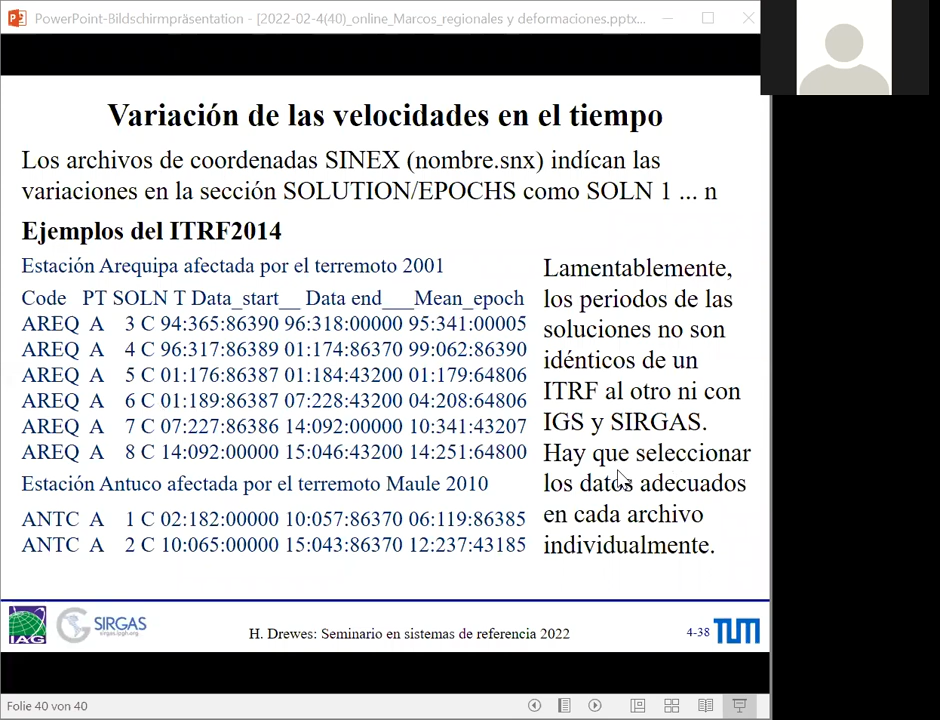 PowerPoint-Bildschirmpräsentation - [2022-02-4(40)_online_Marcos_regionales y deformaciones.pptx...
Variación de las velocidades en el tiempo
Los archivos de coordenadas SINEX (nombre.snx) indícan las
variaciones en la sección SOLUTION/EPOCHS como SOLN 1 ... n
Ejemplos del ITRF2014
Estación Arequipa afectada por el terremoto 2001
Code PT SOLN T Data_start__ Data end___Mean_epoch
AREQ A 3 C 94:365:86390 96:318:00000 95:341:00005
AREQ A 4 C 96:317:86389 01:174:86370 99:062:86390
AREQ A 5 C 01:176:86387 01:184:43200 01:179:64806
AREQ A 6 C 01:189:86387 07:228:43200 04:208:64806
AREQ A 7 C 07:227:86386 14:092:00000 10:341:43207
AREQ A 8 C 14:092:00000 15:046:43200 14:251:64800
Estación Antuco afectada por el terremoto Maule 2010
ANTC A 1 C 02:182:00000 10:057:86370 06:119:86385
ANTC A 2 C 10:065:00000 15:043:86370 12:237:43185
Lamentablemente,
los periodos de las
soluciones no son
idénticos de un
ITRF al otro ni con
IGS y SIRGAS.
Hay que seleccionar
los datos adecuados
en cada archivo
individualmente.
IAG
SIRGAS
sirgas.ipgh.org
H. Drewes: Seminario en sistemas de referencia 2022
4-38
TUM
Folie 40 von 40